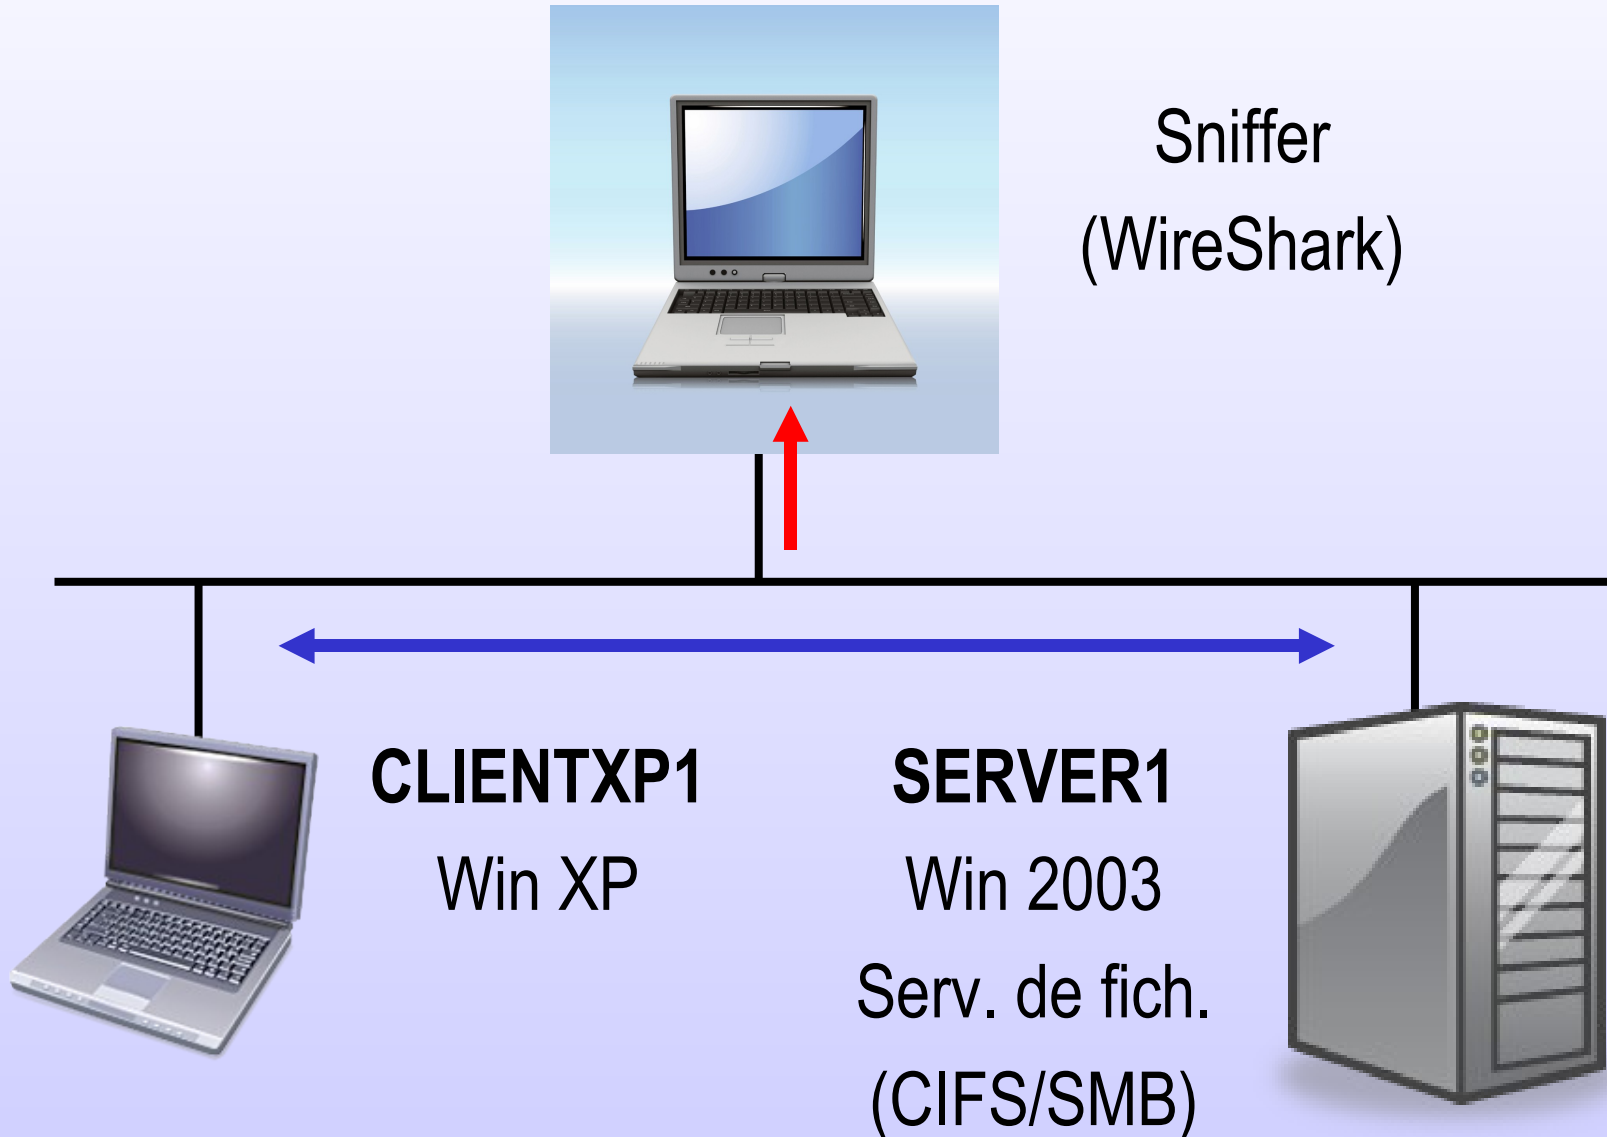 Sniffer
(WireShark)
CLIENTXP1
Win XP
SERVER1
Win 2003
Serv. de fich.
(CIFS/SMB)